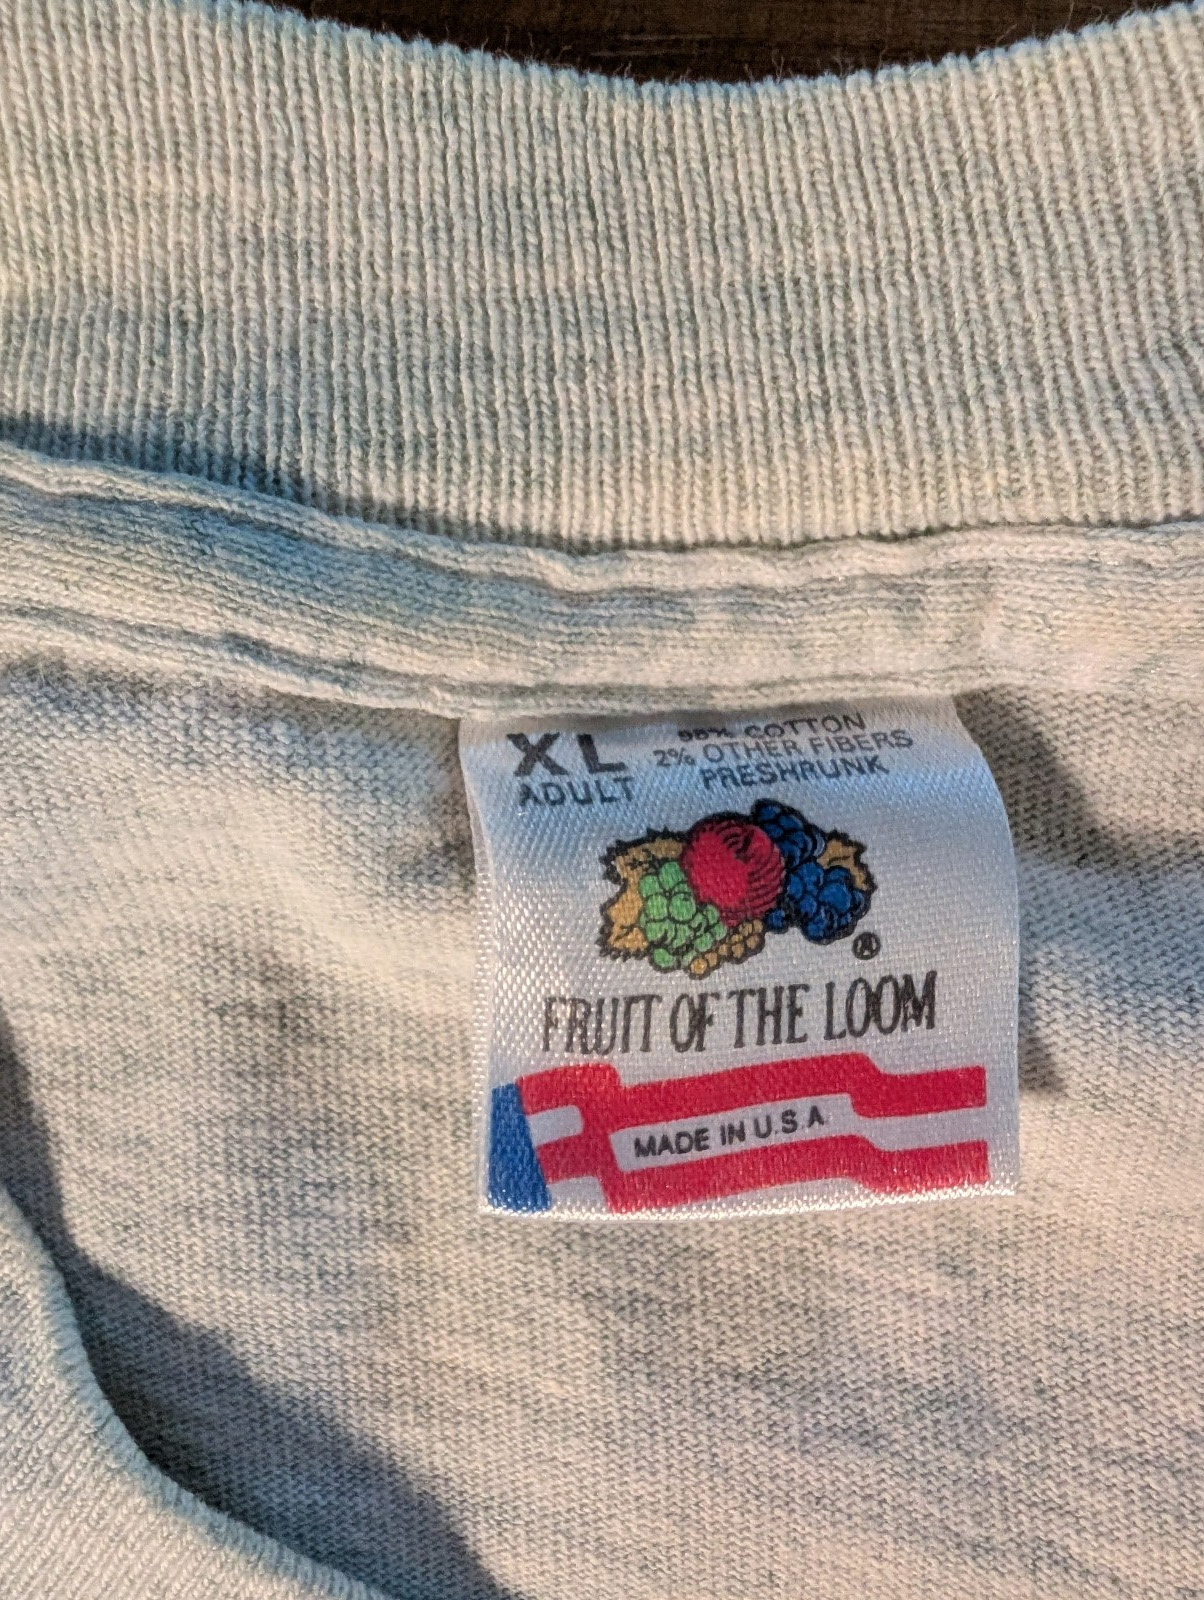 XL
ADULT
98% COTTON
2% OTHER FIBERS
PRESHRUNK
®
FRUIT OF THE LOOM
MADE IN U.S.A.